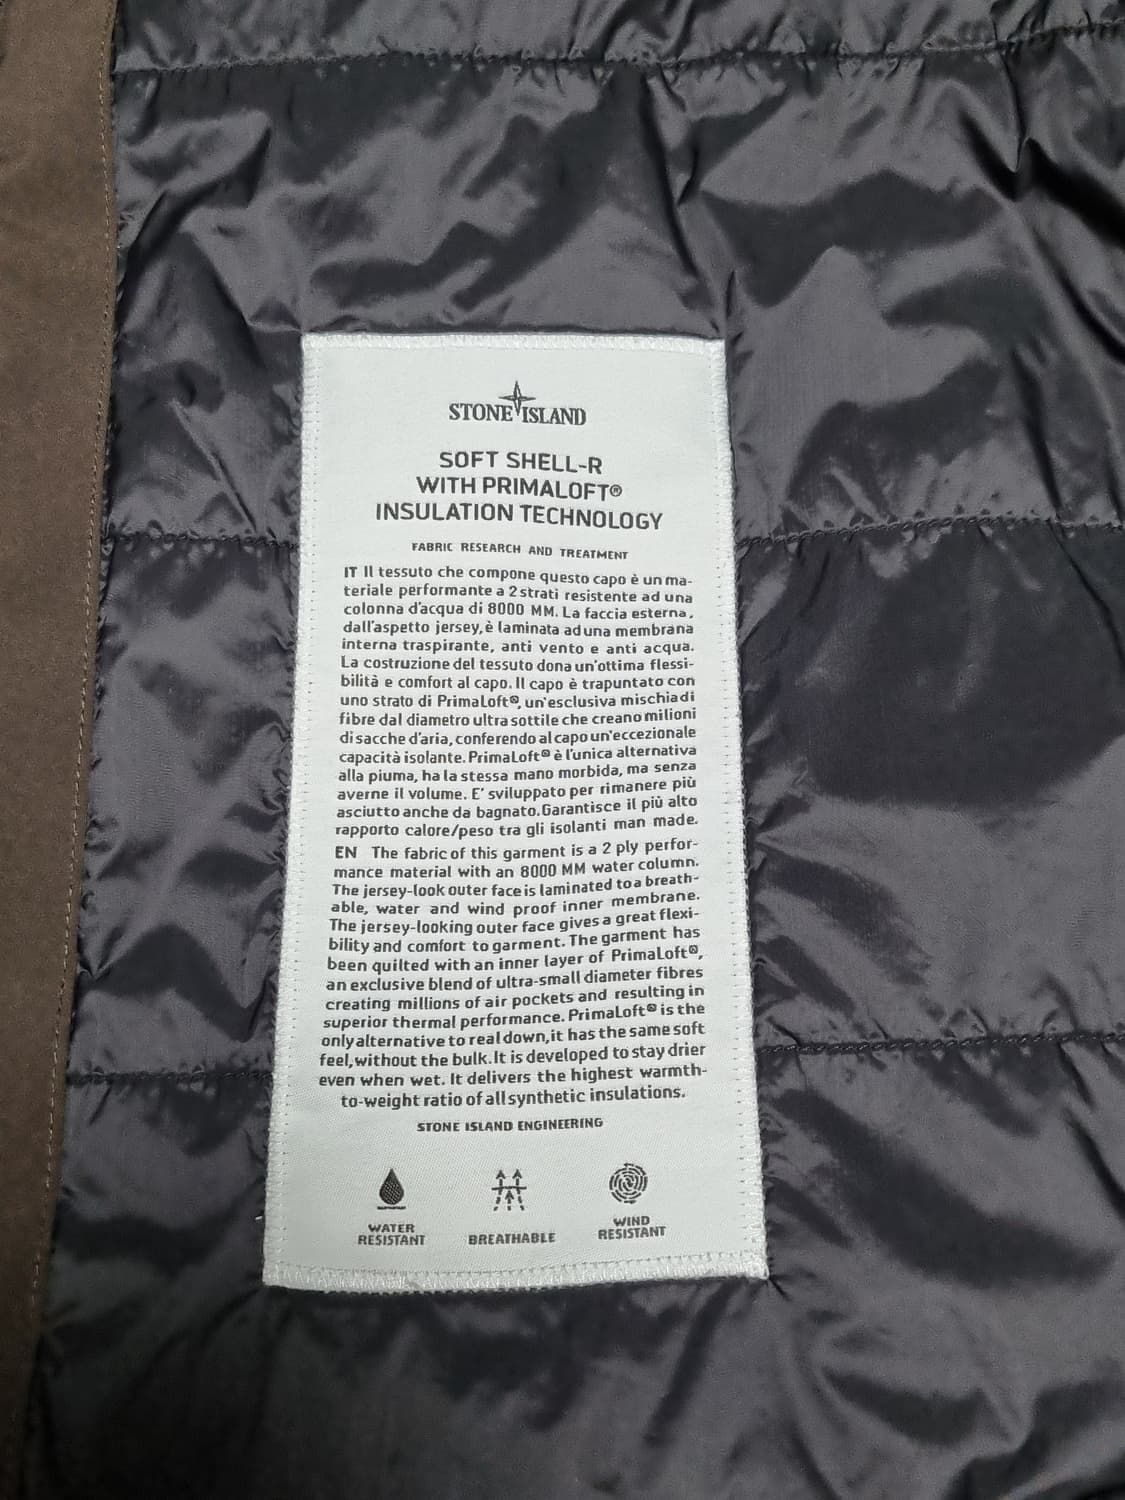 STONE ISLAND
SOFT SHELL-R
WITH PRIMALOFT®
INSULATION TECHNOLOGY
FABRIC RESEARCH AND TREATMENT
IT Il tessuto che compone questo capo è un ma-
teriale performante a 2 strati resistente ad una
colonna d'acqua di 8000 MM. La faccia esterna,
dall'aspetto jersey, è laminata ad una membrana
interna traspirante, anti vento e anti acqua.
La costruzione del tessuto dona un'ottima flessi-
bilità e comfort al capo. Il capo è trapuntato con
uno strato di PrimaLoft®, un'esclusiva mischia di
fibre dal diametro ultra sottile che creano milioni
di sacche d'aria, conferendo al capo un'eccezionale
capacità isolante. PrimaLoft® è l'unica alternativa
alla piuma, ha la stessa mano morbida, ma senza
averne il volume. E' sviluppato per rimanere più
asciutto anche da bagnato. Garantisce il più alto
rapporto calore/peso tra gli isolanti man made.
EN The fabric of this garment is a 2 ply perfor-
mance material with an 8000 MM water column.
The jersey-look outer face is laminated to a breath-
able, water and wind proof inner membrane.
The jersey-looking outer face gives a great flexi-
bility and comfort to garment. The garment has
been quilted with an inner layer of PrimaLoft®,
an exclusive blend of ultra-small diameter fibres
creating millions of air pockets and resulting in
superior thermal performance. PrimaLoft® is the
only alternative to real down, it has the same soft
feel, without the bulk. It is developed to stay drier
even when wet. It delivers the highest warmth-
to-weight ratio of all synthetic insulations.
STONE ISLAND ENGINEERING
WATER
RESISTANT
BREATHABLE
WIND
RESISTANT